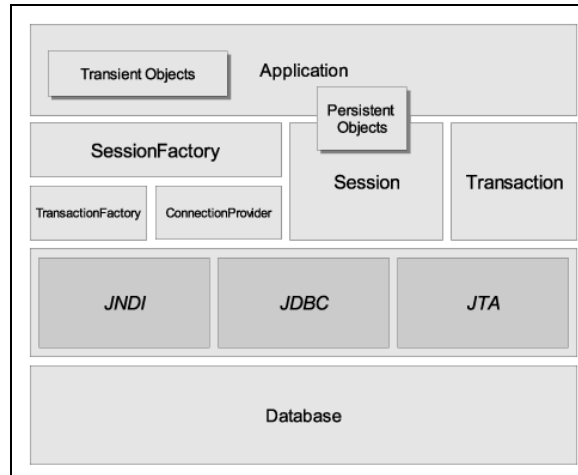 Transient Objects
Application
Persistent
Objects
SessionFactory
Session
Transaction
TransactionFactory
ConnectionProvider
JNDI
JDBC
JTA
Database